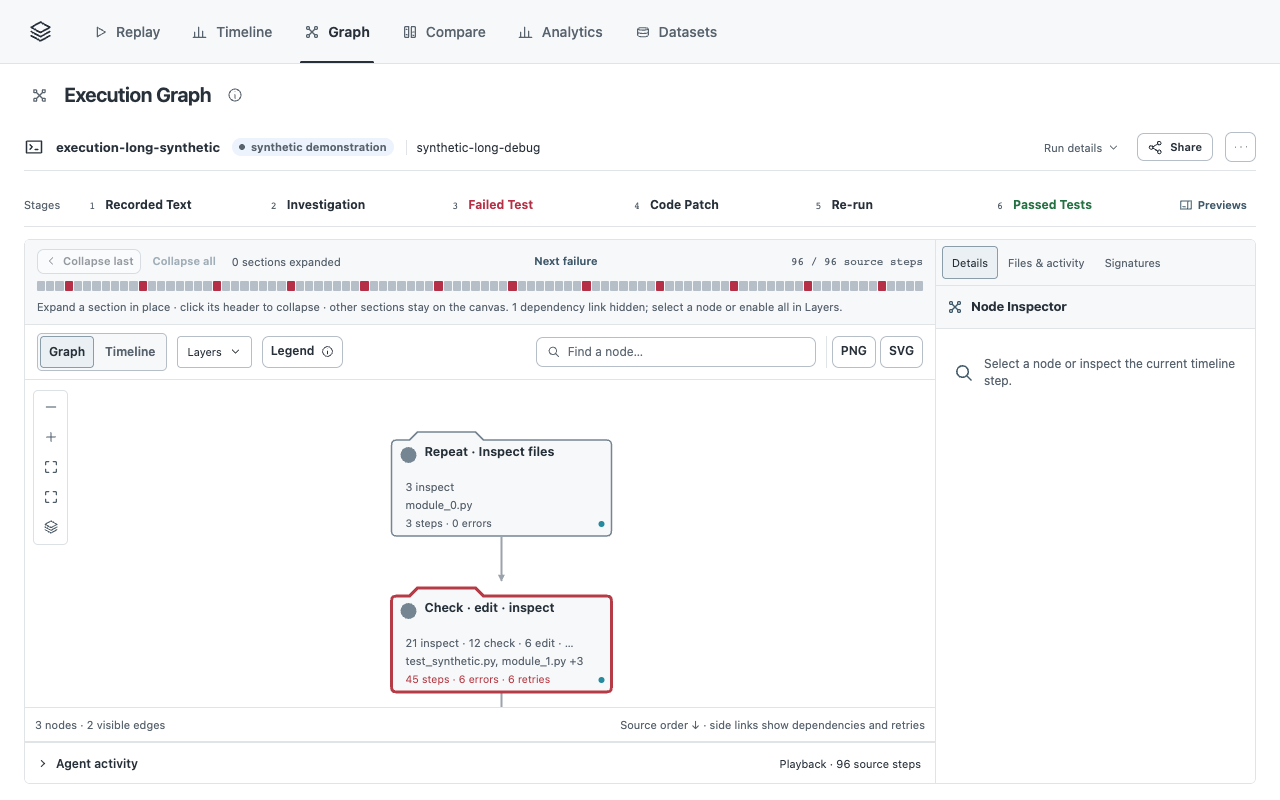 Replay Timeline Graph Compare Analytics Datasets
Execution Graph
execution-long-synthetic synthetic demonstration synthetic-long-debug Run details Share
Stages 1 Recorded Text 2 Investigation 3 Failed Test 4 Code Patch 5 Re-run 6 Passed Tests Previews
Collapse last Collapse all 0 sections expanded Next failure 96 / 96 source steps
Expand a section in place · click its header to collapse · other sections stay on the canvas. 1 dependency link hidden; select a node or enable all in Layers.
Graph Timeline Layers Legend Find a node... PNG SVG
Repeat · Inspect files
3 inspect
module_0.py
3 steps · 0 errors
Check · edit · inspect
21 inspect · 12 check · 6 edit · ...
test_synthetic.py, module_1.py +3
45 steps · 6 errors · 6 retries
3 nodes · 2 visible edges Source order ↓ · side links show dependencies and retries
Agent activity Playback · 96 source steps
Details Files & activity Signatures
Node Inspector
Select a node or inspect the current timeline
step.